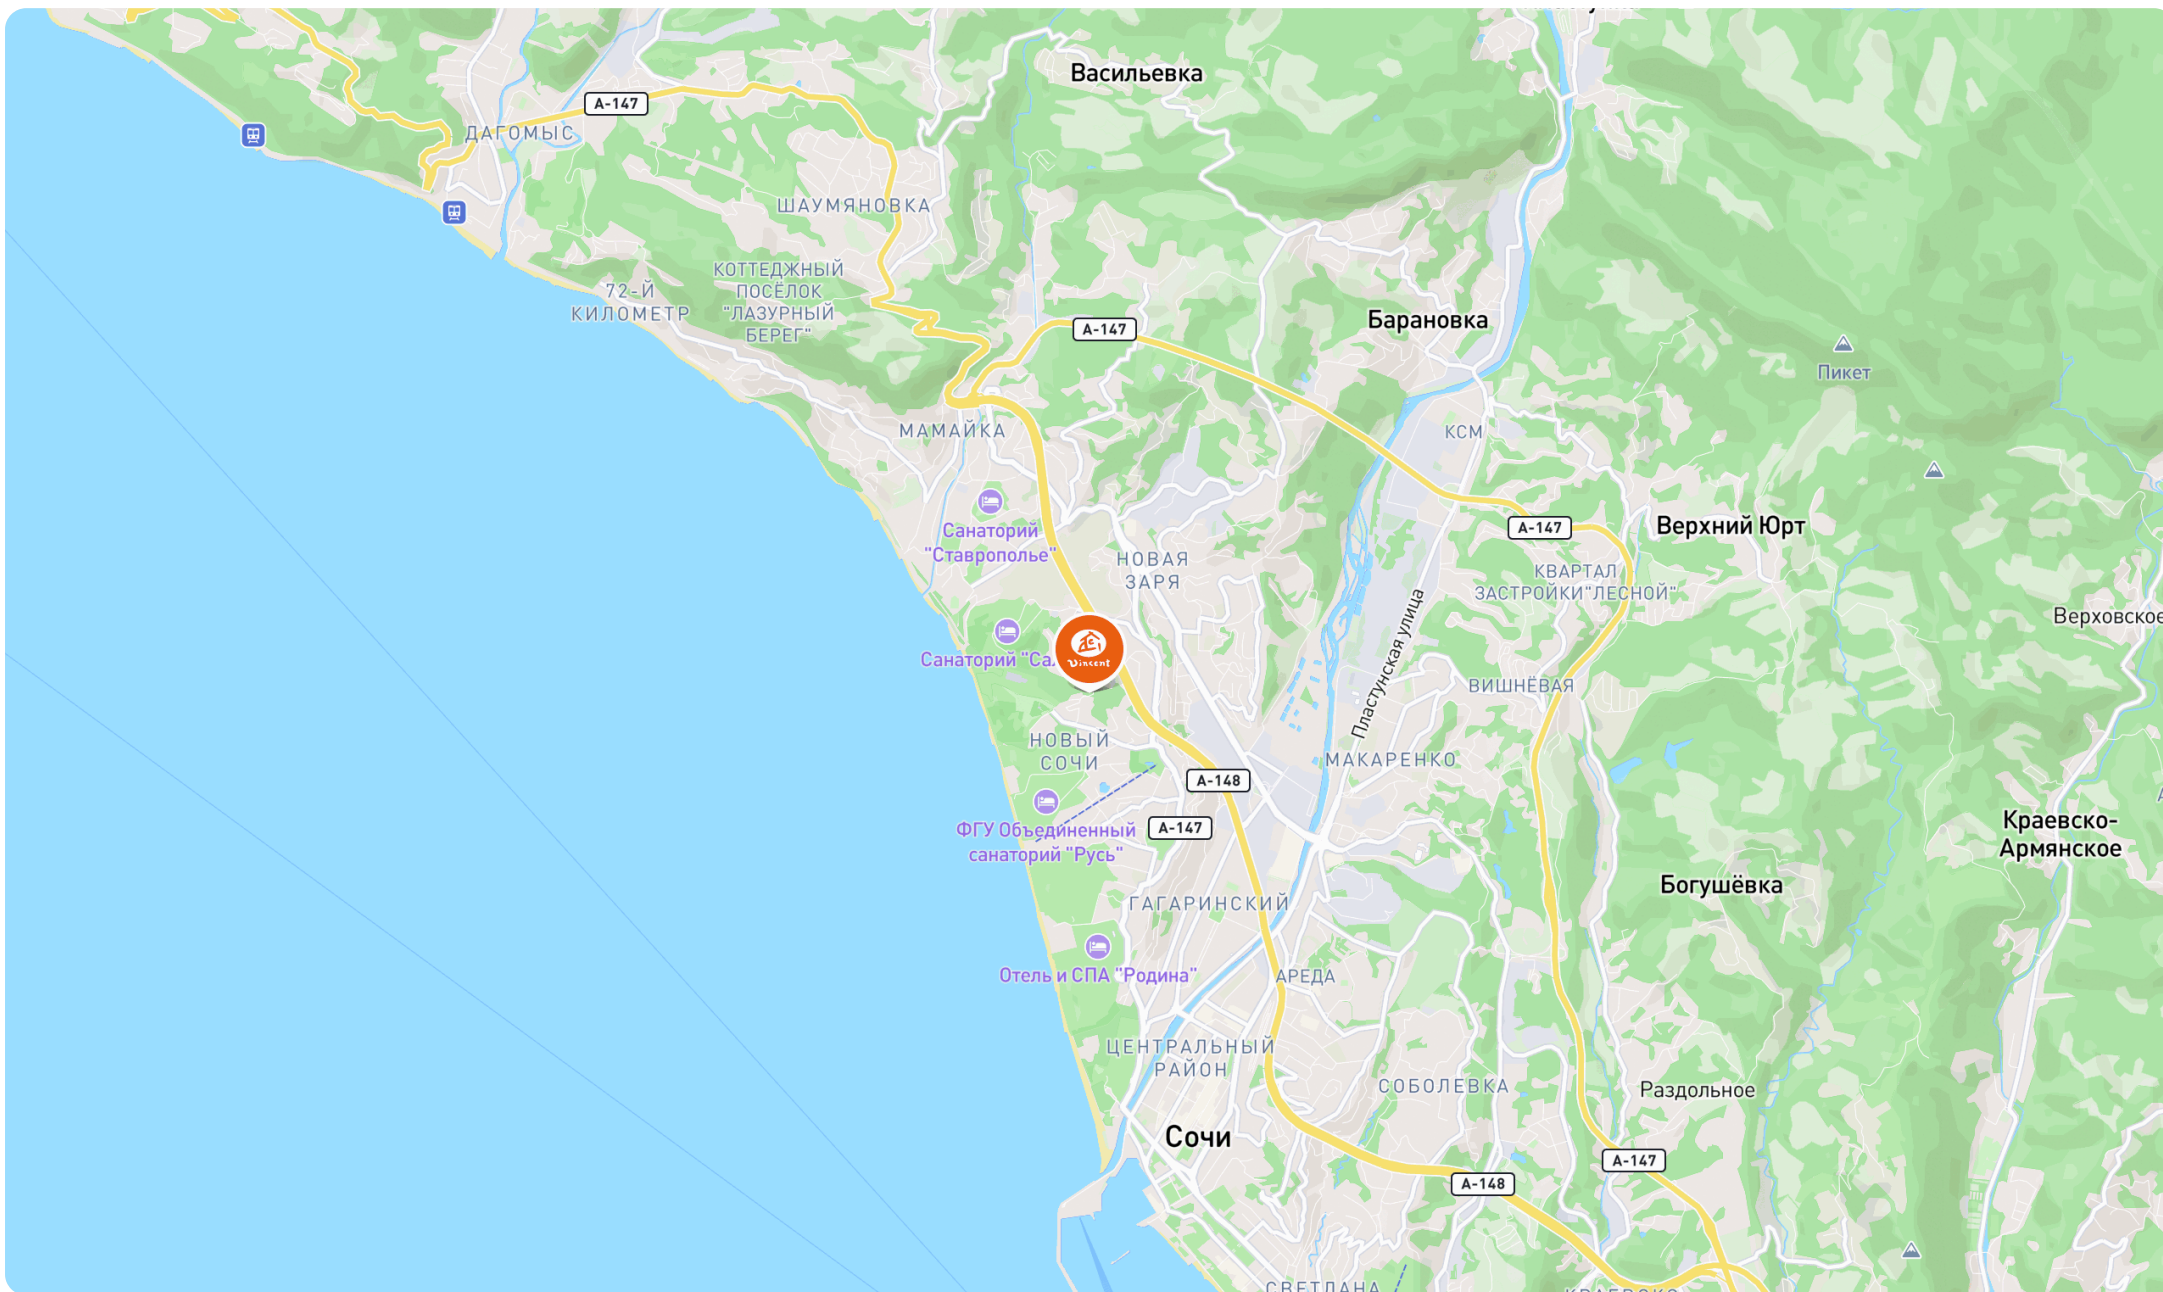 Васильевка
А-147
ДАГОМЫС
ШАУМЯНОВКА
КОТТЕДЖНЫЙ
ПОСЁЛОК
"ЛАЗУРНЫЙ
БЕРЕГ"
72-Й
КИЛОМЕТР
А-147
Барановка
Пикет
МАМАЙКА
КСМ
Санаторий
"Ставрополье"
А-147
Верхний Юрт
НОВАЯ
ЗАРЯ
КВАРТАЛ
ЗАСТРОЙКИ"ЛЕСНОЙ"
Пластунская улица
Верховское
Vincent
Санаторий
ВИШНЁВАЯ
НОВЫЙ
СОЧИ
МАКАРЕНКО
А-148
А-147
ФГУ Объединенный
санаторий "Русь"
Краевско-
Армянское
Богушёвка
ГАГАРИНСКИЙ
Отель и СПА "Родина"
АРЕДА
ЦЕНТРАЛЬНЫЙ
РАЙОН
СОБОЛЕВКА
Раздольное
Сочи
А-147
А-148
СВЕТЛАНА